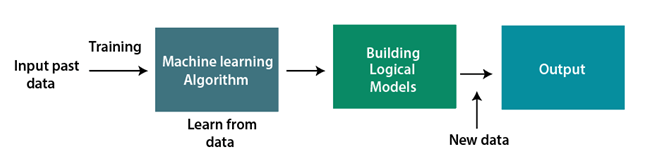 Training
Input past
data
Machine learning
Algorithm
Learn from
data
Building
Logical
Models
New data
Output